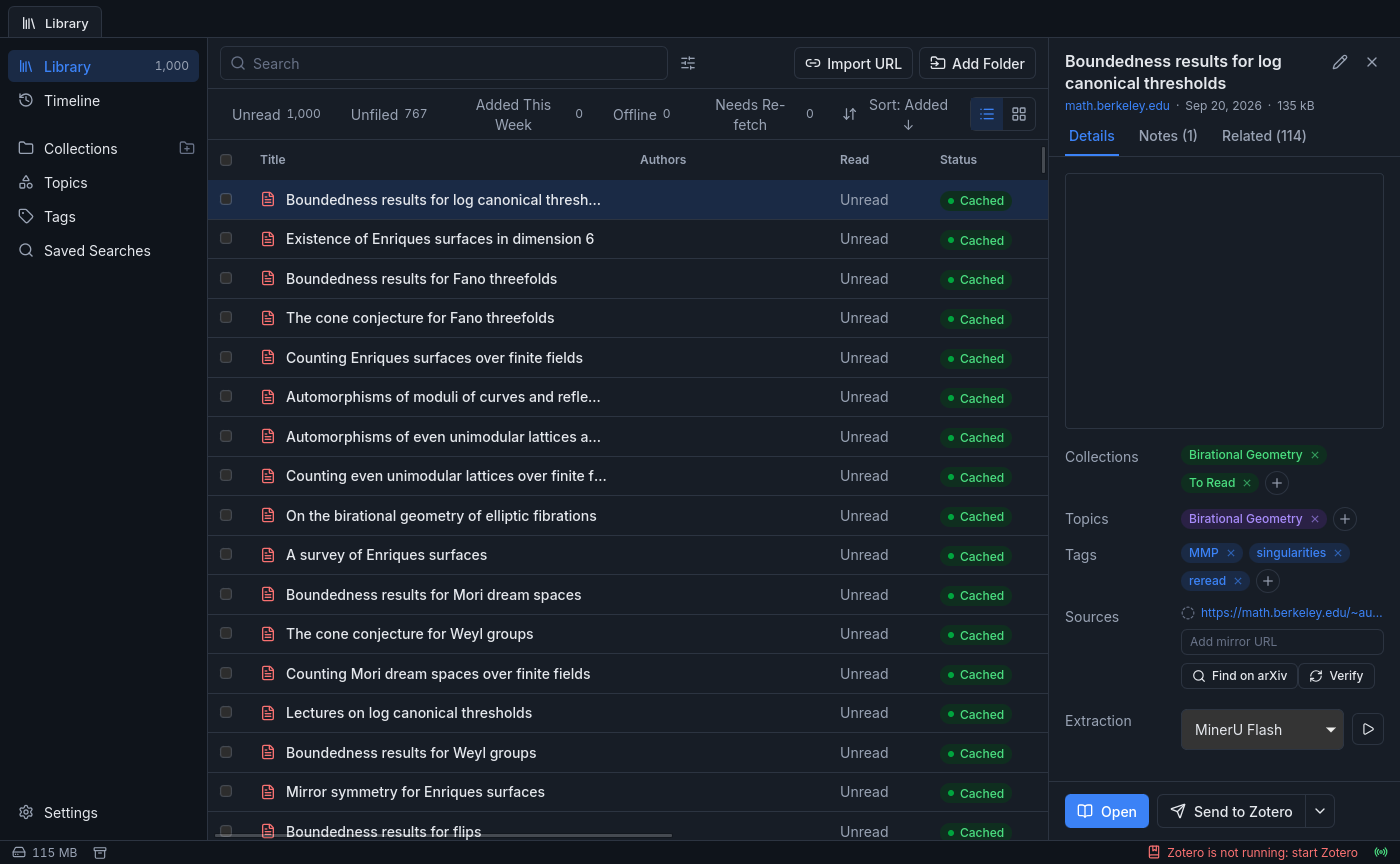 Library
Library 1,000
Timeline
Collections
Topics
Tags
Saved Searches
Settings
Search
Import URL
Add Folder
Unread 1,000
Unfiled 767
Added This
Week 0
Offline 0
Needs Re-
fetch 0
Sort: Added
↓
Title Authors Read Status
Boundedness results for log canonical thresh... Unread Cached
Existence of Enriques surfaces in dimension 6 Unread Cached
Boundedness results for Fano threefolds Unread Cached
The cone conjecture for Fano threefolds Unread Cached
Counting Enriques surfaces over finite fields Unread Cached
Automorphisms of moduli of curves and refle... Unread Cached
Automorphisms of even unimodular lattices a... Unread Cached
Counting even unimodular lattices over finite f... Unread Cached
On the birational geometry of elliptic fibrations Unread Cached
A survey of Enriques surfaces Unread Cached
Boundedness results for Mori dream spaces Unread Cached
The cone conjecture for Weyl groups Unread Cached
Counting Mori dream spaces over finite fields Unread Cached
Lectures on log canonical thresholds Unread Cached
Boundedness results for Weyl groups Unread Cached
Mirror symmetry for Enriques surfaces Unread Cached
Boundedness results for flips Unread Cached
Boundedness results for log
canonical thresholds
math.berkeley.edu · Sep 20, 2026 · 135 kB
Details Notes (1) Related (114)
Collections Birational Geometry ×
To Read × +
Topics Birational Geometry × +
Tags MMP × singularities ×
reread × +
Sources https://math.berkeley.edu/~au...
Add mirror URL
Find on arXiv Verify
Extraction MinerU Flash
Open Send to Zotero
115 MB
Zotero is not running: start Zotero